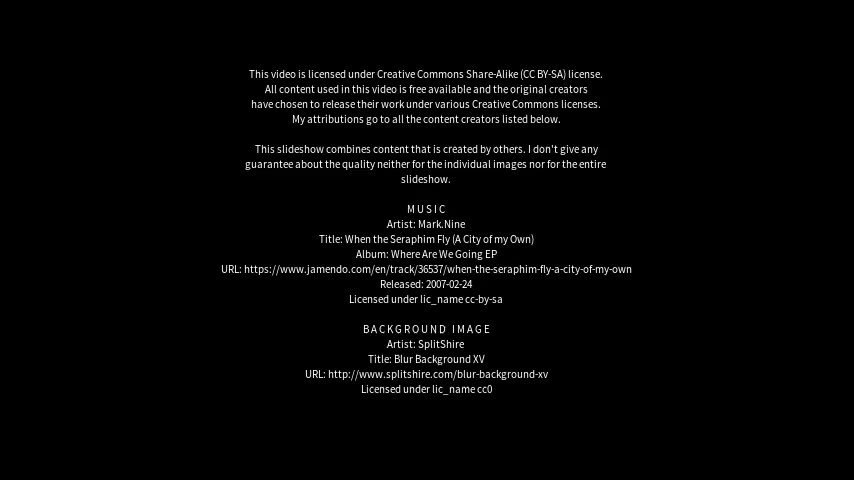 This video is licensed under Creative Commons Share-Alike (CC BY-SA) license.
All content used in this video is free available and the original creators
have chosen to release their work under various Creative Commons licenses.
My attributions go to all the content creators listed below.
This slideshow combines content that is created by others. I don't give any
guarantee about the quality neither for the individual images nor for the entire
slideshow.
MUSIC
Artist: Mark.Nine
Title: When the Seraphim Fly (A City of my Own)
Album: Where Are We Going EP
URL: https://www.jamendo.com/en/track/36537/when-the-seraphim-fly-a-city-of-my-own
Released: 2007-02-24
Licensed under lic_name cc-by-sa
BACKGROUND IMAGE
Artist: SplitShire
Title: Blur Background XV
URL: http://www.splitshire.com/blur-background-xv
Licensed under lic_name cc0